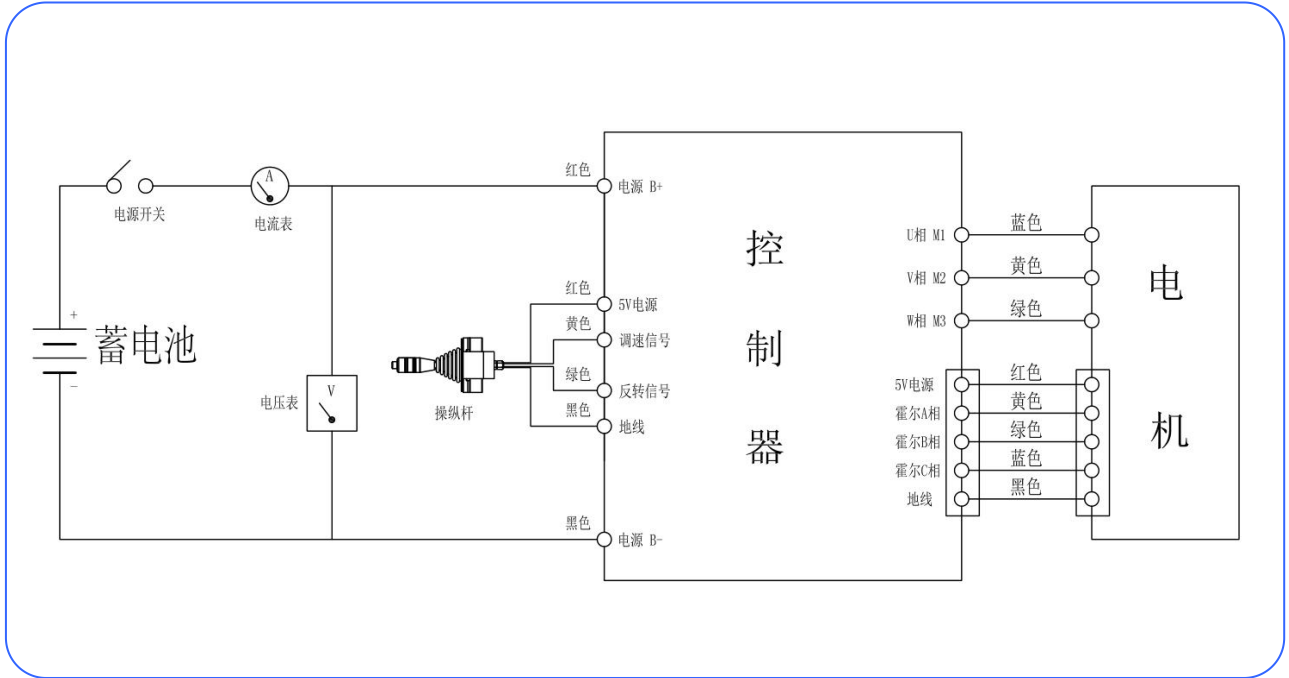 红色
电源 B+
电源开关
A
电流表
+
蓄电池
-
V
电压表
操纵杆
红色
5V电源
黄色
调速信号
绿色
反转信号
黑色
地线
黑色
电源 B-
控
制
器
U相 M1
蓝色
V相 M2
黄色
W相 M3
绿色
5V电源
红色
霍尔A相
黄色
霍尔B相
绿色
霍尔C相
蓝色
地线
黑色
电
机